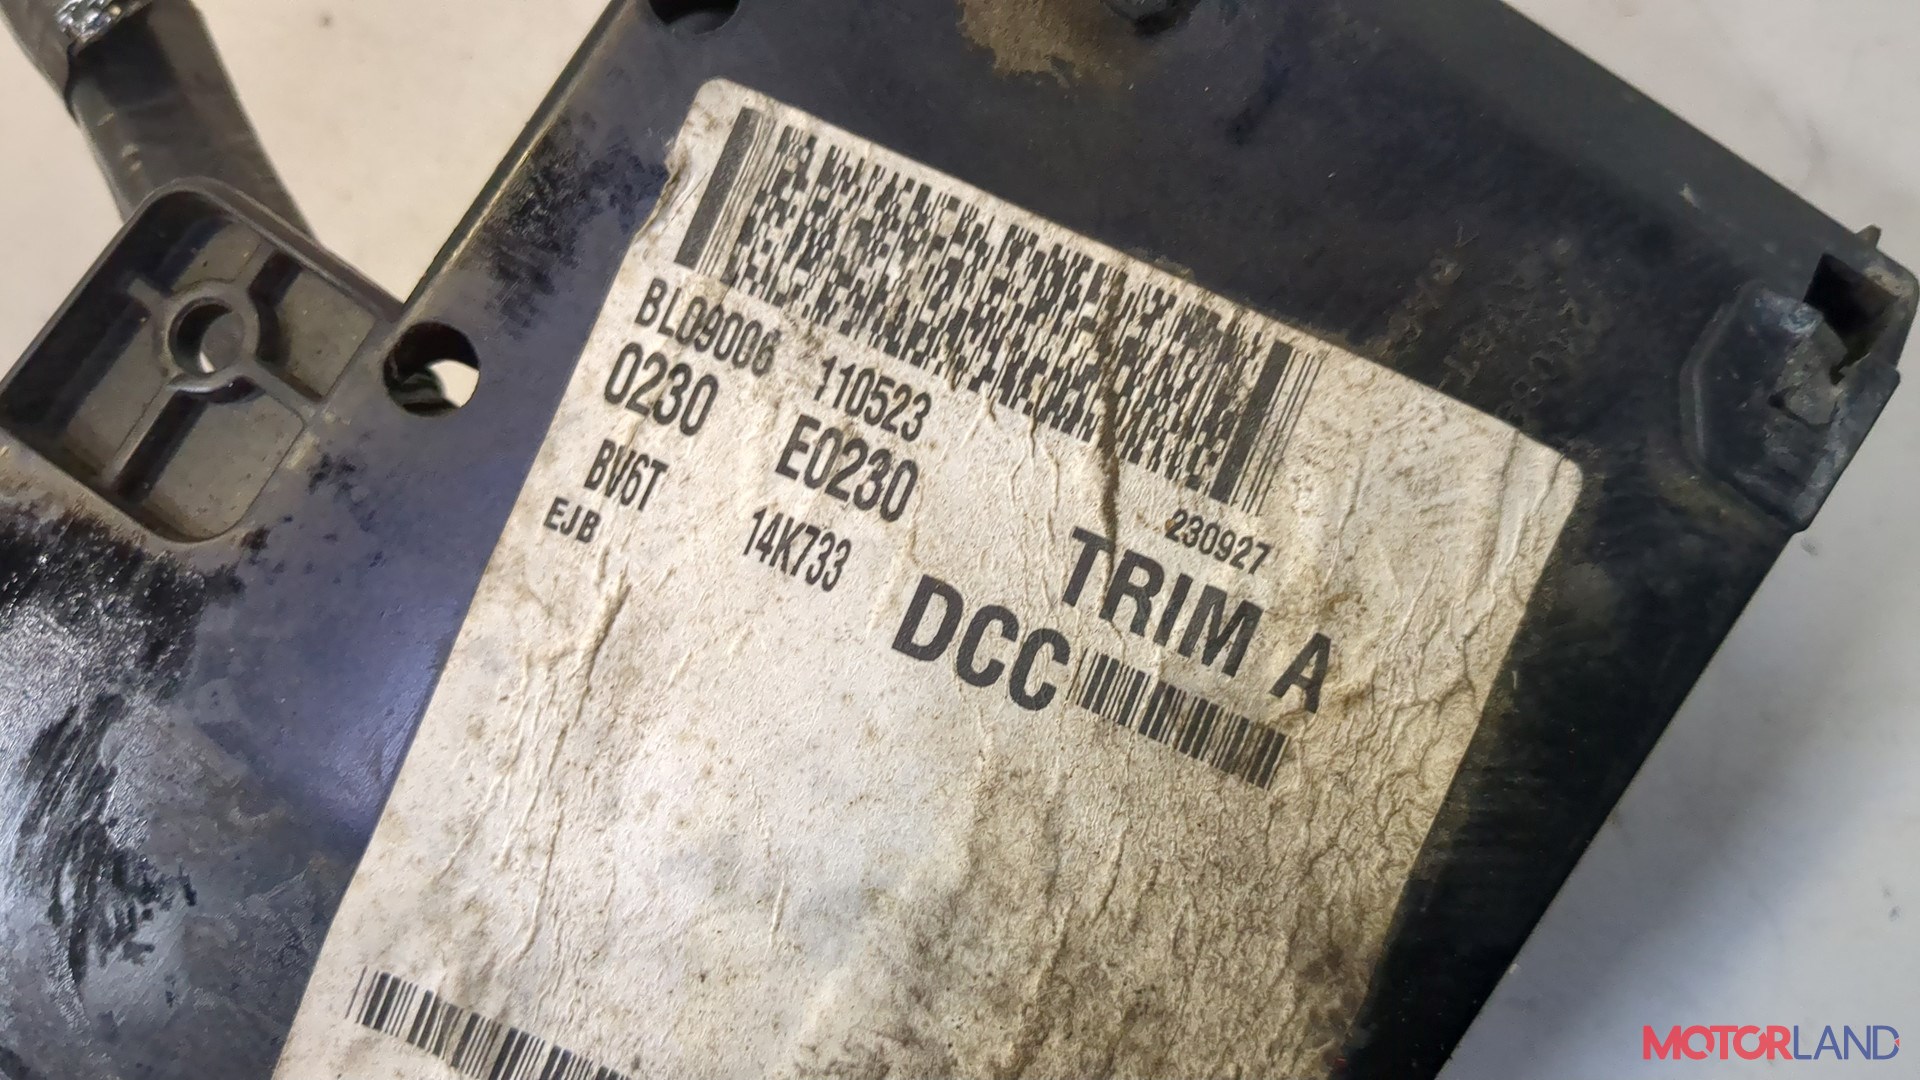 BL09006 110523 230927
0230 E0230 TRIM A
BV6T 14K733 DCC
EJB
MOTORLAND